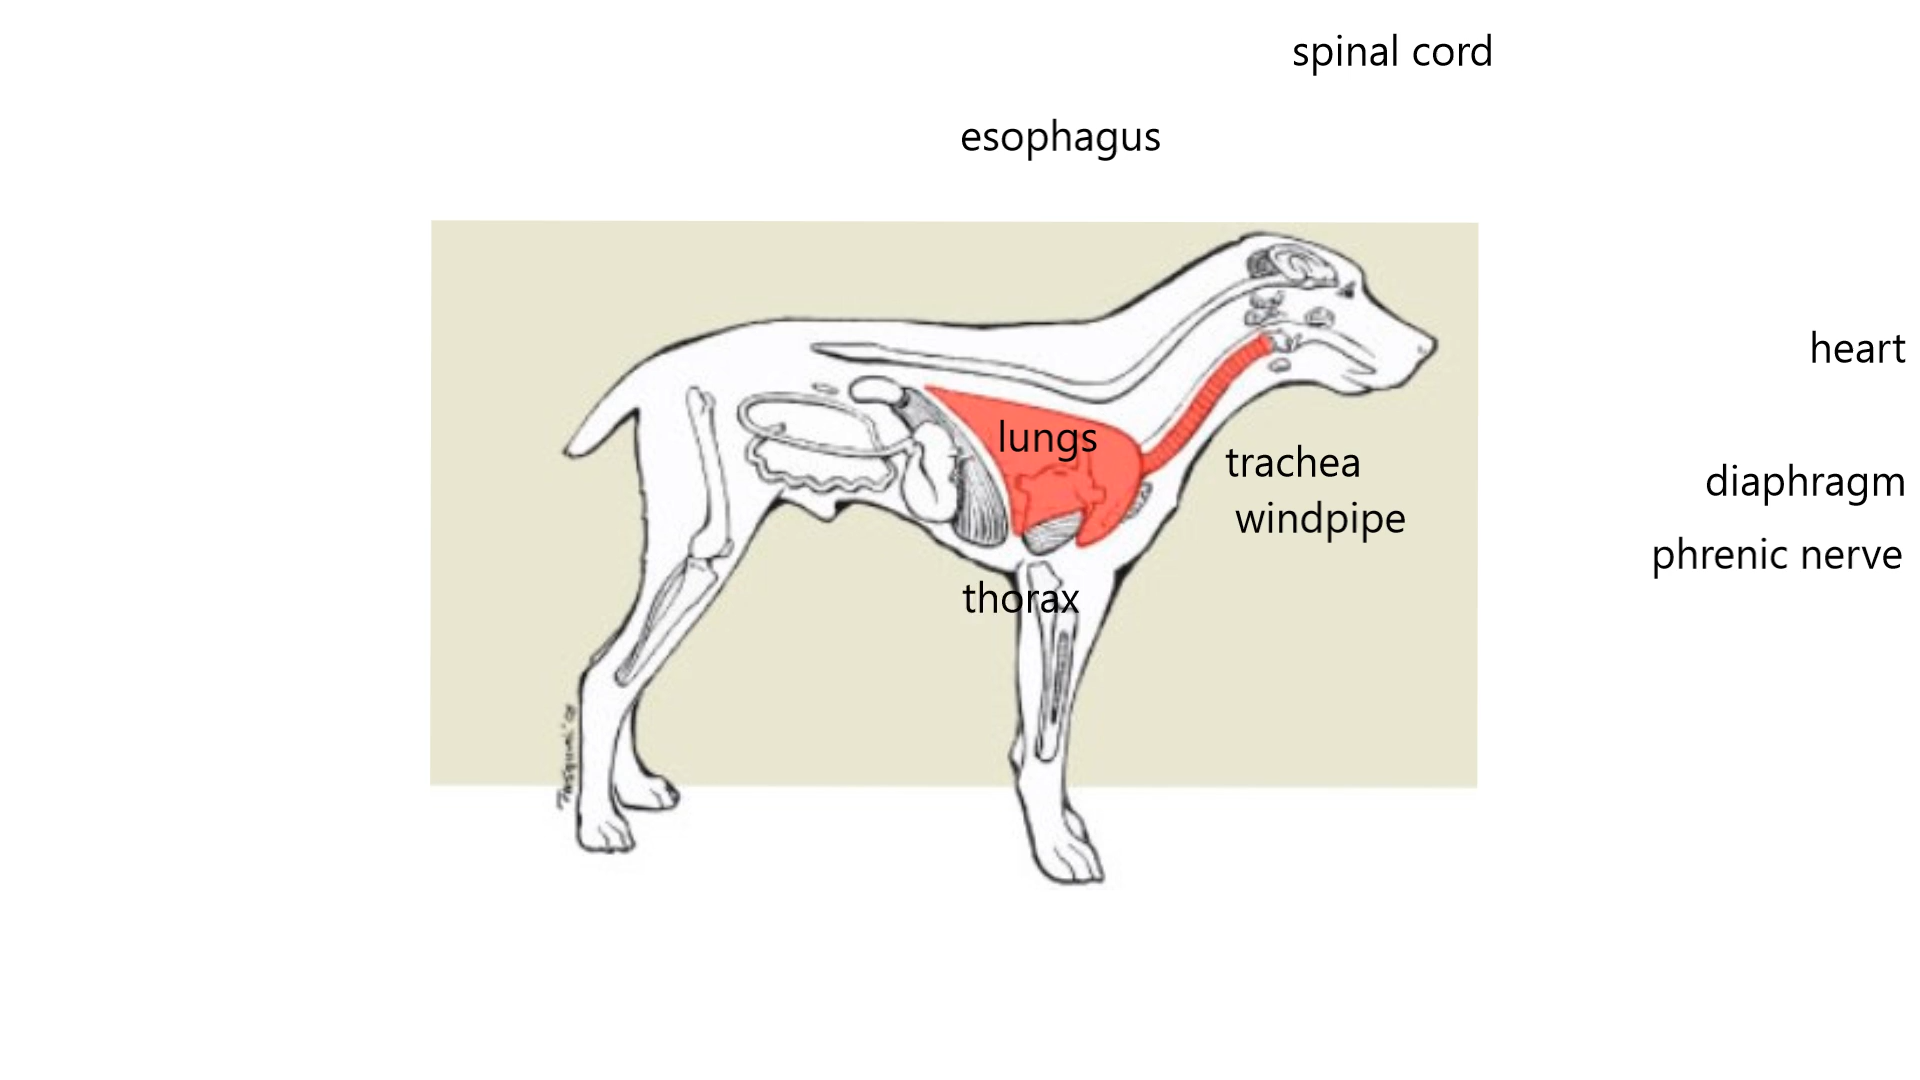 spinal cord
esophagus
heart
lungs
trachea
windpipe
diaphragm
phrenic nerve
thorax